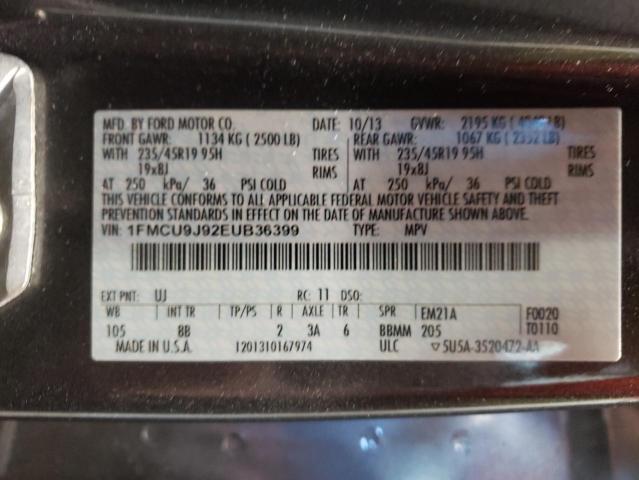 MFD. BY FORD MOTOR CO. DATE: 10/13 GVWR: 2195 KG
FRONT GAWR: 1134 KG ( 2500 LB) REAR GAWR: 1067 KG ( 2352 LB)
WITH 235/45R19 95H TIRES WITH 235/45R19 95H TIRES
19x8J RIMS 19x8J RIMS
AT 250 kPa/ 36 PSI COLD AT 250 kPa/ 36 PSI COLD
THIS VEHICLE CONFORMS TO ALL APPLICABLE FEDERAL MOTOR VEHICLE SAFETY AND THEFT
PREVENTION STANDARDS IN EFFECT ON THE DATE OF MANUFACTURE SHOWN ABOVE.
VIN: 1FMCU9J92EUB36399 TYPE: MPV
EXT PNT: UJ RC: 11 DSO:
WB INT TR TP/PS R AXLE TR SPR EM21A F0020
105 8B 2 3A 6 BBMM 205 T0110
MADE IN U.S.A. 1201310167974 ULC 5U5A-3520472-AA